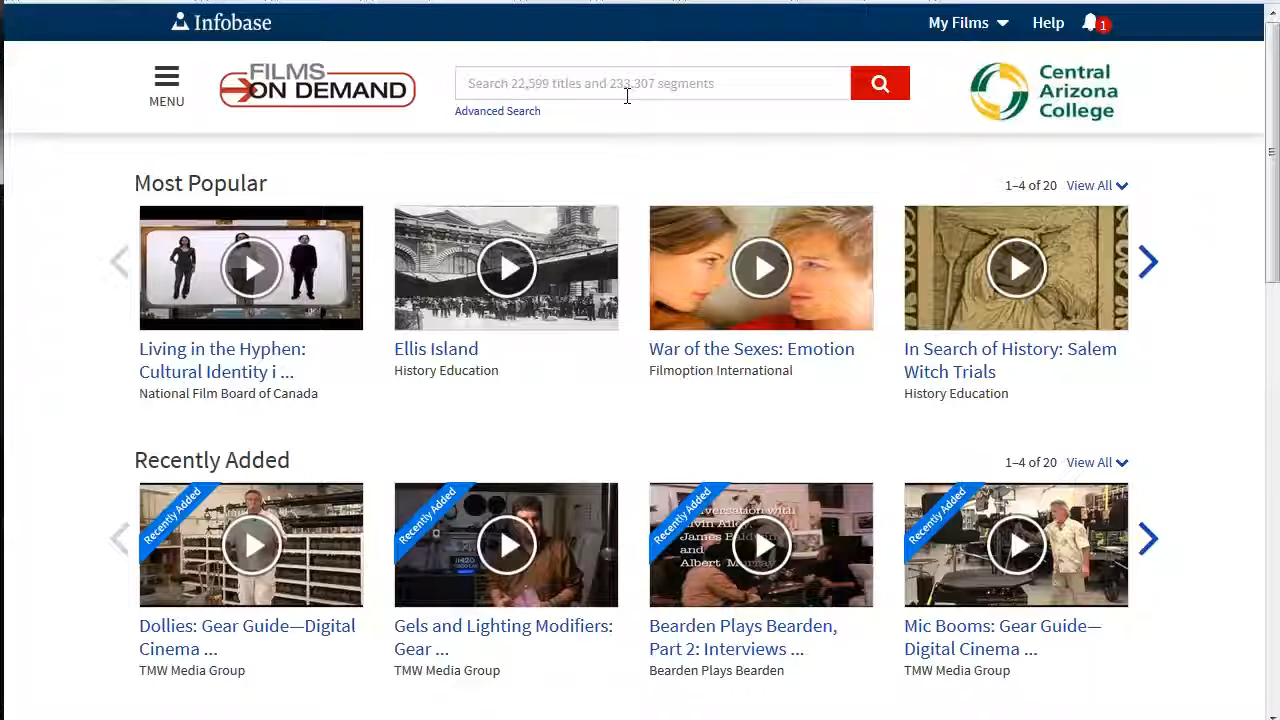 Infobase
My Films
Help
1
MENU
FILMS
ON DEMAND
Search 22,599 titles and 233,307 segments
Advanced Search
Central
Arizona
College
Most Popular
1–4 of 20 View All
Living in the Hyphen:
Cultural Identity i ...
National Film Board of Canada
Ellis Island
History Education
War of the Sexes: Emotion
Filmoption International
In Search of History: Salem
Witch Trials
History Education
Recently Added
1–4 of 20 View All
Recently Added
Dollies: Gear Guide—Digital
Cinema ...
TMW Media Group
Recently Added
Gels and Lighting Modifiers:
Gear ...
TMW Media Group
Recently Added
James Baldwin
and
Albert Murray
Bearden Plays Bearden,
Part 2: Interviews ...
Bearden Plays Bearden
Recently Added
Mic Booms: Gear Guide—
Digital Cinema ...
TMW Media Group